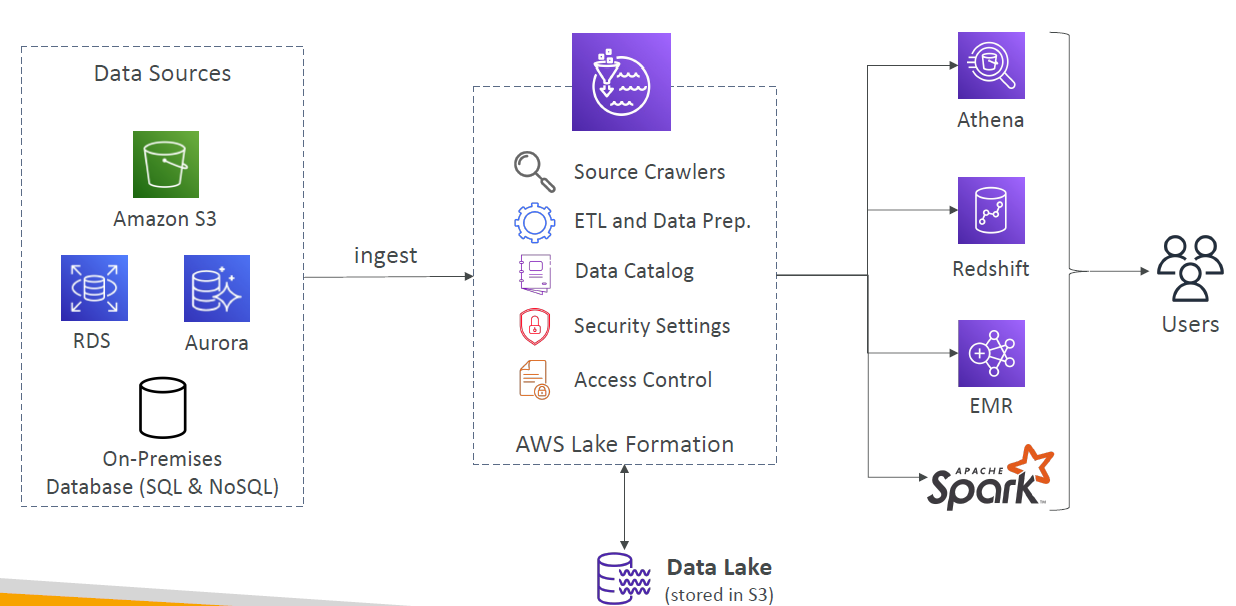 Data Sources
Amazon S3
RDS
Aurora
On-Premises
Database (SQL & NoSQL)
ingest
Source Crawlers
ETL and Data Prep.
Data Catalog
Security Settings
Access Control
AWS Lake Formation
Data Lake
(stored in S3)
Athena
Redshift
EMR
APACHE
Spark™
Users